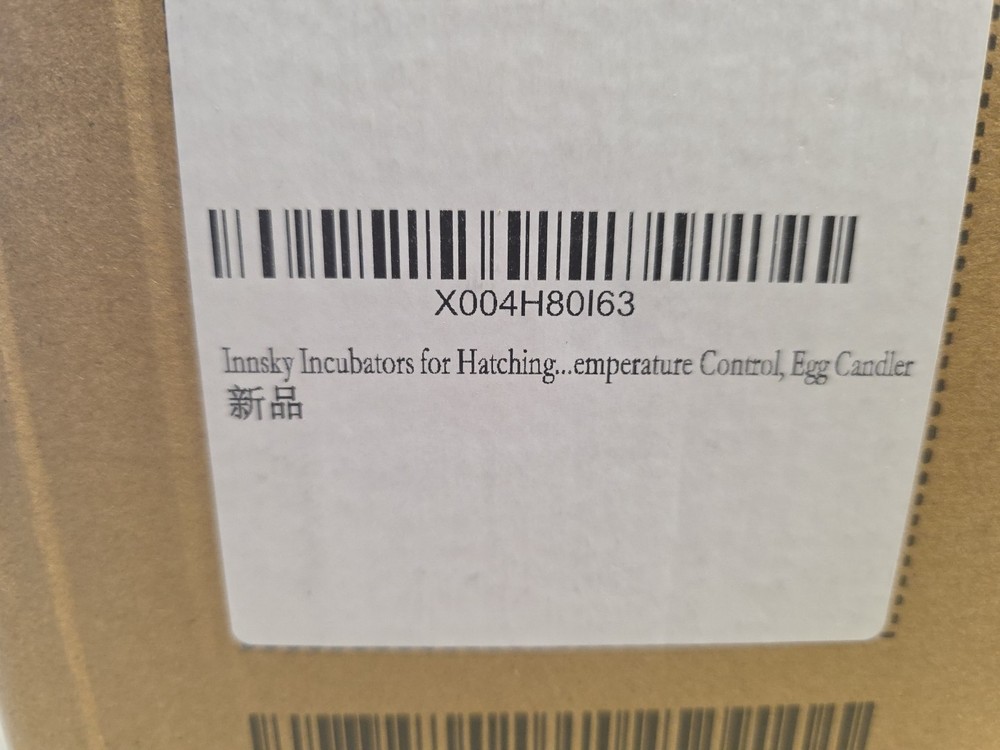 X004H80I63
Innsky Incubators for Hatching...emperature Control, Egg Candler
新品